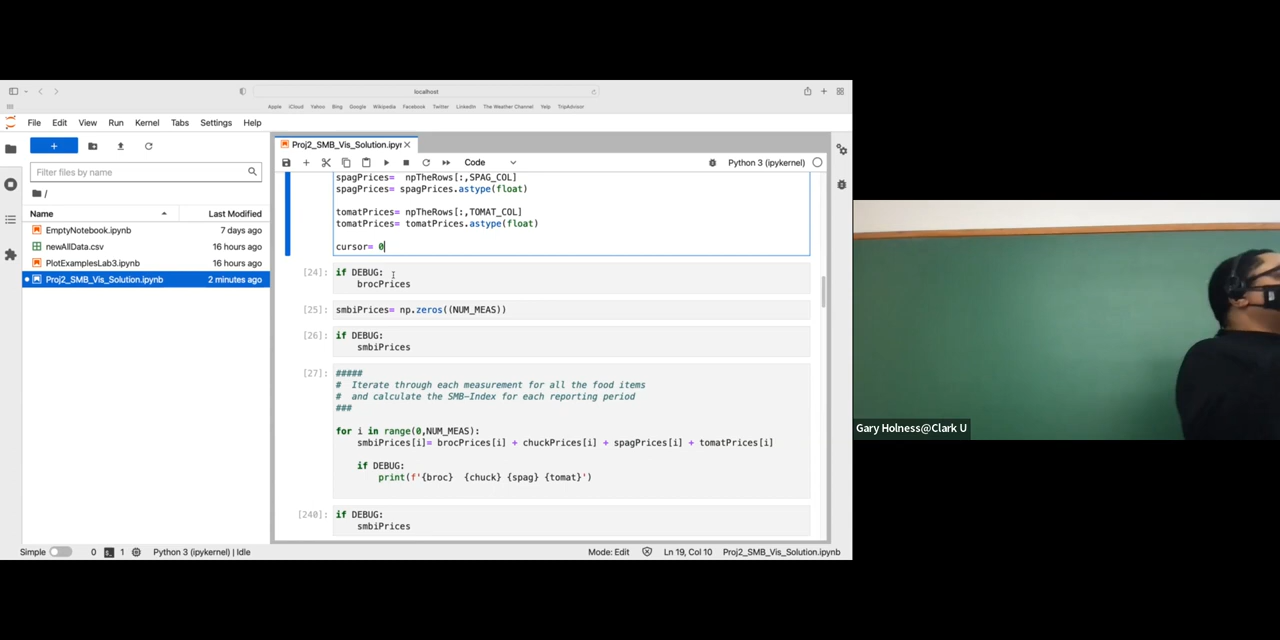 localhost
Apple iCloud Yahoo Bing Google Wikipedia Facebook Twitter LinkedIn The Weather Channel Yelp TripAdvisor
File Edit View Run Kernel Tabs Settings Help
Filter files by name
/
Name Last Modified
EmptyNotebook.ipynb 7 days ago
newAllData.csv 16 hours ago
PlotExamplesLab3.ipynb 16 hours ago
Proj2_SMB_Vis_Solution.ipynb 2 minutes ago
Proj2_SMB_Vis_Solution.ipyn
Code
Python 3 (ipykernel)
spagPrices= npTheRows[:,SPAG_COL]
spagPrices= spagPrices.astype(float)
tomatPrices= npTheRows[:,TOMAT_COL]
tomatPrices= tomatPrices.astype(float)
cursor= 0
[24]: if DEBUG:
brocPrices
[25]: smbiPrices= np.zeros((NUM_MEAS))
[26]: if DEBUG:
smbiPrices
[27]: #####
# Iterate through each measurement for all the food items
# and calculate the SMB-Index for each reporting period
###
for i in range(0,NUM_MEAS):
smbiPrices[i]= brocPrices[i] + chuckPrices[i] + spagPrices[i] + tomatPrices[i]
if DEBUG:
print(f'{broc}  {chuck} {spag} {tomat}')
[240]: if DEBUG:
smbiPrices
Simple 0 1 Python 3 (ipykernel) | Idle Mode: Edit Ln 19, Col 10 Proj2_SMB_Vis_Solution.ipynb
Gary Holness@Clark U